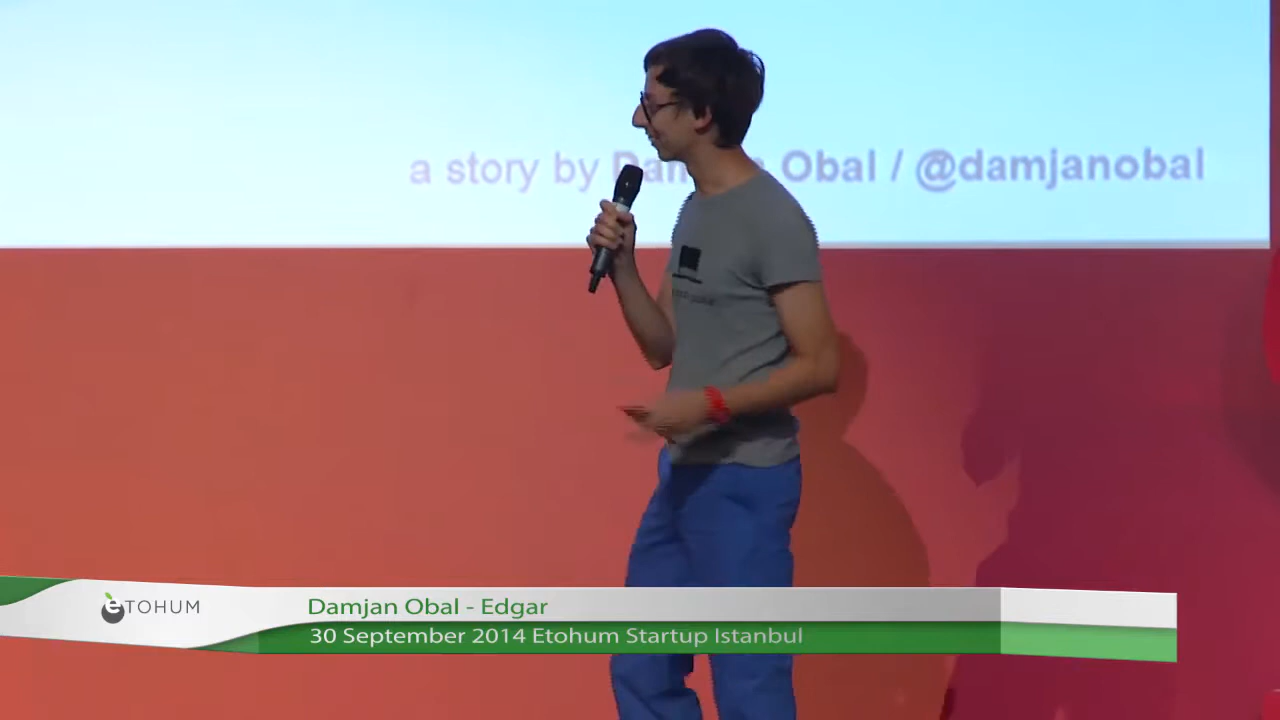 a story by Obal / @damjanobal
eTOHUM
Damjan Obal - Edgar
30 September 2014 Etohum Startup Istanbul